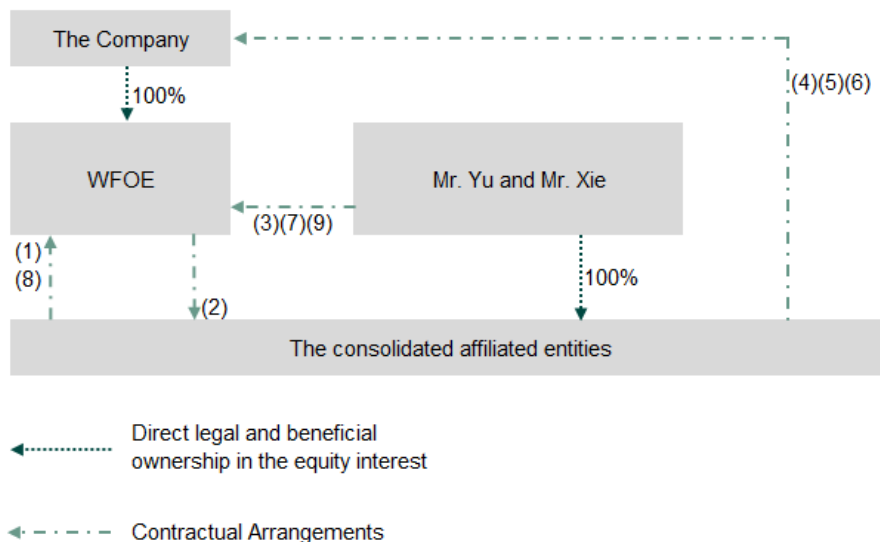 The Company
(4)(5)(6)
100%
WFOE
Mr. Yu and Mr. Xie
(3)(7)(9)
(1)
(8)
100%
(2)
The consolidated affiliated entities
Direct legal and beneficial
ownership in the equity interest
Contractual Arrangements